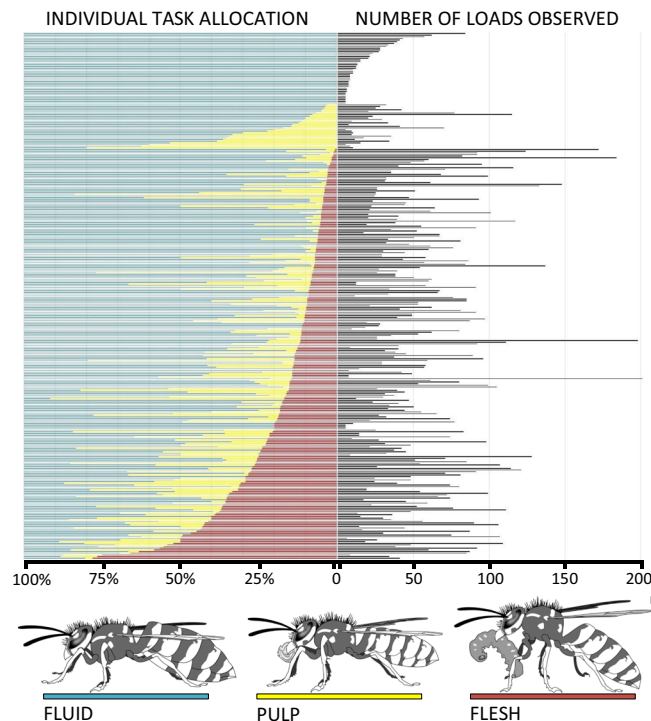 INDIVIDUAL TASK ALLOCATION NUMBER OF LOADS OBSERVED
100% 75% 50% 25% 0 0 50 100 150 200
FLUID PULP FLESH